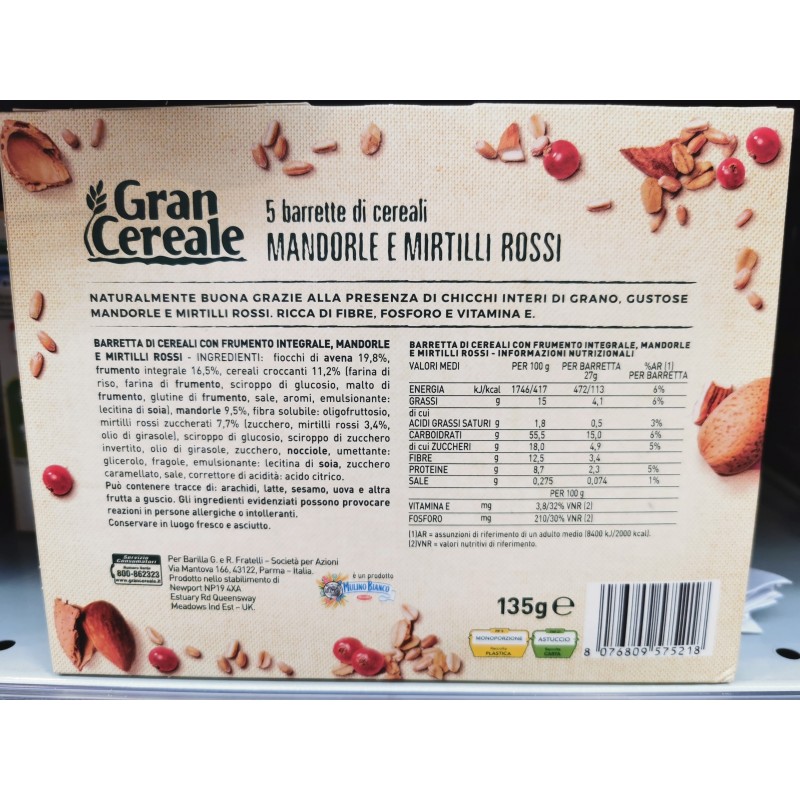 Gran
Cereale
5 barrette di cereali
MANDORLE E MIRTILLI ROSSI
NATURALMENTE BUONA GRAZIE ALLA PRESENZA DI CHICCHI INTERI DI GRANO, GUSTOSE
MANDORLE E MIRTILLI ROSSI. RICCA DI FIBRE, FOSFORO E VITAMINA E.
BARRETTA DI CEREALI CON FRUMENTO INTEGRALE, MANDORLE
E MIRTILLI ROSSI - INGREDIENTI: fiocchi di avena 19,8%,
frumento integrale 16,5%, cereali croccanti 11,2% (farina di
riso, farina di frumento, sciroppo di glucosio, malto di
frumento, glutine di frumento, sale, aromi, emulsionante:
lecitina di soia), mandorle 9,5%, fibra solubile: oligofruttosio,
mirtilli rossi zuccherati 7,7% (zucchero, mirtilli rossi 3,4%,
olio di girasole), sciroppo di glucosio, sciroppo di zucchero
invertito, olio di girasole, zucchero, nocciole, umettante:
glicerolo, fragole, emulsionante: lecitina di soia, zucchero
caramellato, sale, correttore di acidità: acido citrico.
Può contenere tracce di: arachidi, latte, sesamo, uova e altra
frutta a guscio. Gli ingredienti evidenziati possono provocare
reazioni in persone allergiche o intolleranti.
Conservare in luogo fresco e asciutto.
BARRETTA DI CEREALI CON FRUMENTO INTEGRALE, MANDORLE
E MIRTILLI ROSSI - INFORMAZIONI NUTRIZIONALI
VALORI MEDI PER 100 g PER BARRETTA 27g %AR (1) PER BARRETTA
ENERGIA kJ/kcal 1746/417 472/113 6%
GRASSI g 15 4,1 6%
di cui
ACIDI GRASSI SATURI g 1,8 0,5 3%
CARBOIDRATI g 55,5 15,0 6%
di cui ZUCCHERI g 18,0 4,9 5%
FIBRE g 12,5 3,4
PROTEINE g 8,7 2,3 5%
SALE g 0,275 0,074 1%
PER 100 g
VITAMINA E mg 3,8/32% VNR (2)
FOSFORO mg 210/30% VNR (2)
(1)AR = assunzioni di riferimento di un adulto medio (8400 kJ/2000 kcal).
(2)VNR = valori nutritivi di riferimento.
Servizio
Consumatori
Numero Verde
800-862323
www.grancereale.it
Per Barilla G. e R. Fratelli - Società per Azioni
Via Mantova 166, 43122, Parma - Italia.
Prodotto nello stabilimento di
Newport NP19 4XA
Estuary Rd Queensway
Meadows Ind Est - UK.
è un prodotto
MULINO BIANCO
135g e
MONOPORZIONE
PLASTICA
ASTUCCIO
CARTA
8 076809 575218